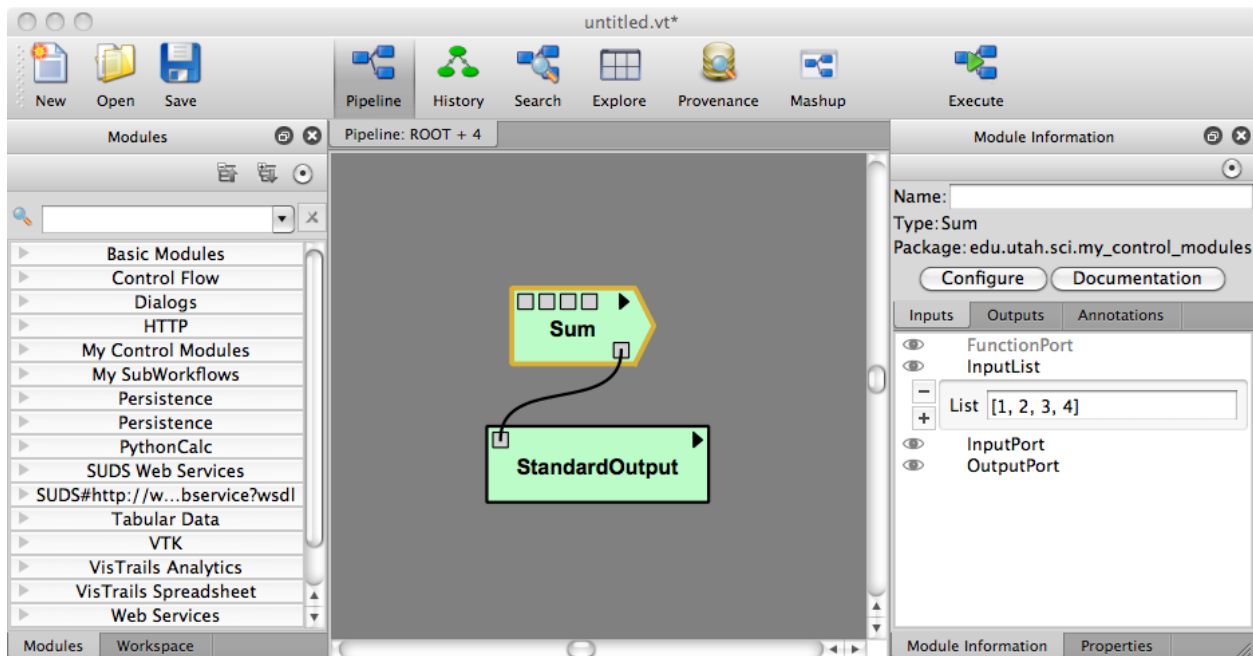 untitled.vt*
New Open Save Pipeline History Search Explore Provenance Mashup Execute
Modules
Basic Modules
Control Flow
Dialogs
HTTP
My Control Modules
My SubWorkflows
Persistence
Persistence
PythonCalc
SUDS Web Services
SUDS#http://w...bservice?wsdl
Tabular Data
VTK
VisTrails Analytics
VisTrails Spreadsheet
Web Services
Modules Workspace
Pipeline: ROOT + 4
Sum
StandardOutput
Module Information
Name:
Type: Sum
Package: edu.utah.sci.my_control_modules
Configure Documentation
Inputs Outputs Annotations
FunctionPort
InputList
List [1, 2, 3, 4]
InputPort
OutputPort
Module Information Properties